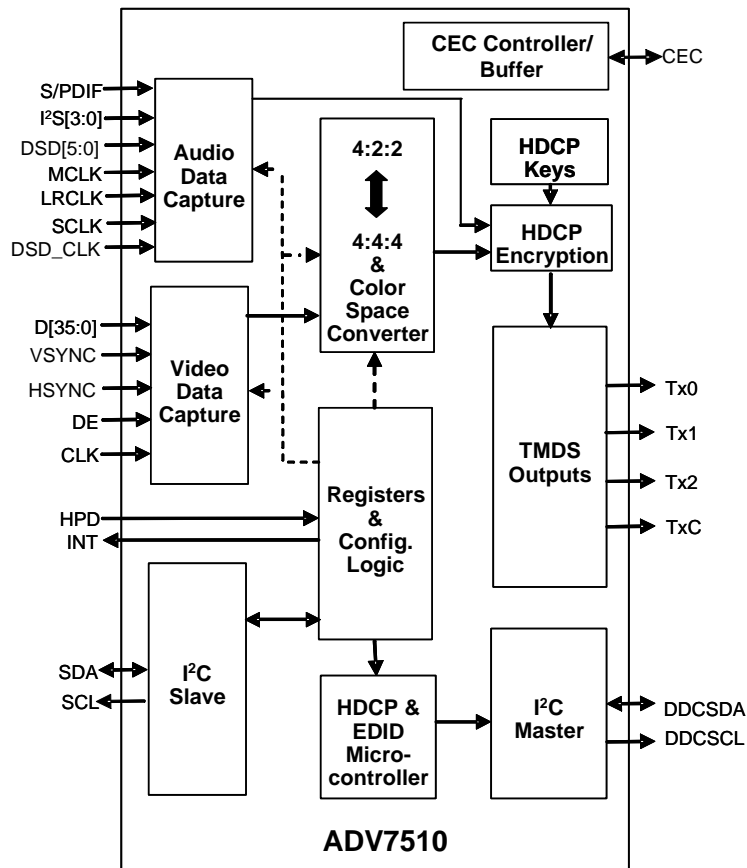 CEC Controller/
Buffer
CEC
S/PDIF
I²S[3:0]
DSD[5:0]
MCLK
LRCLK
SCLK
DSD_CLK
Audio
Data
Capture
4:2:2
4:4:4
&
Color
Space
Converter
HDCP
Keys
HDCP
Encryption
D[35:0]
VSYNC
HSYNC
DE
CLK
Video
Data
Capture
TMDS
Outputs
Tx0
Tx1
Tx2
TxC
HPD
INT
Registers
&
Config.
Logic
SDA
SCL
I²C
Slave
HDCP &
EDID
Micro-
controller
I²C
Master
DDCSDA
DDCSCL
ADV7510